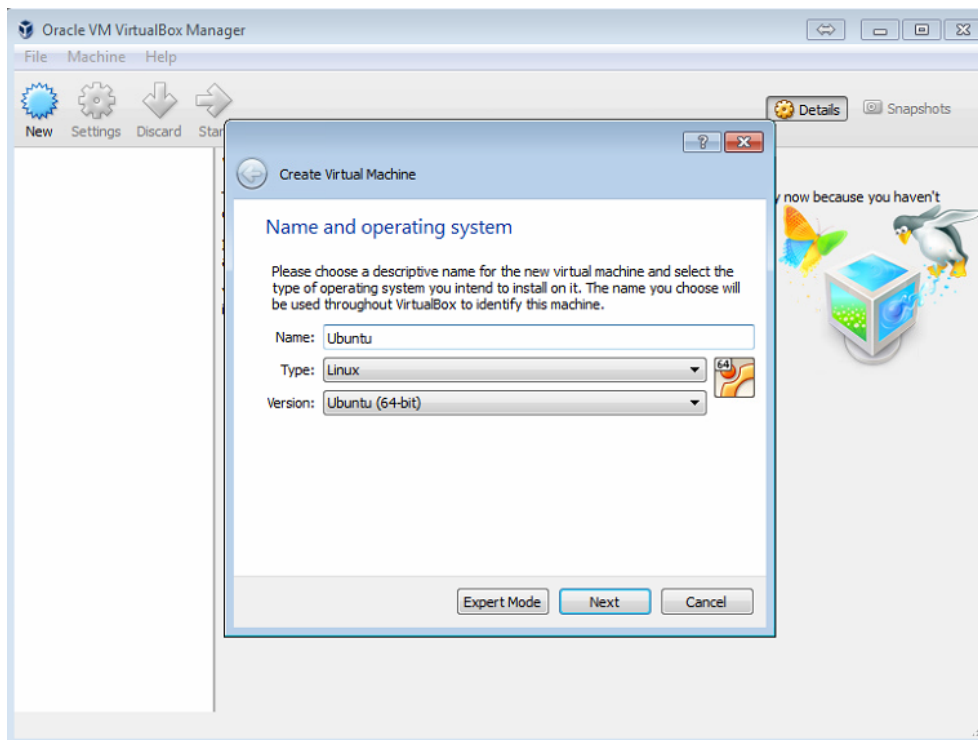 Oracle VM VirtualBox Manager
File Machine Help
New Settings Discard Star
Details Snapshots
y now because you haven't
Create Virtual Machine
Name and operating system
Please choose a descriptive name for the new virtual machine and select the
type of operating system you intend to install on it. The name you choose will
be used throughout VirtualBox to identify this machine.
Name: Ubuntu
Type: Linux
64
Version: Ubuntu (64-bit)
Expert Mode Next Cancel